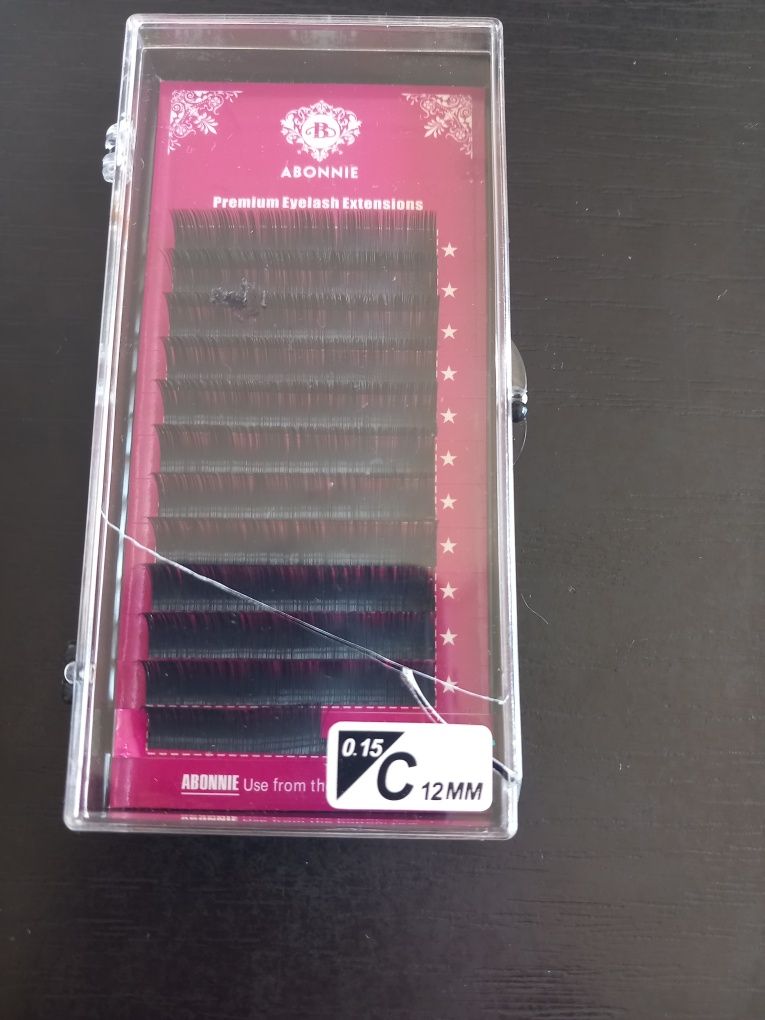 B
ABONNIE
Premium Eyelash Extensions
0.15
C 12MM
ABONNIE Use from th